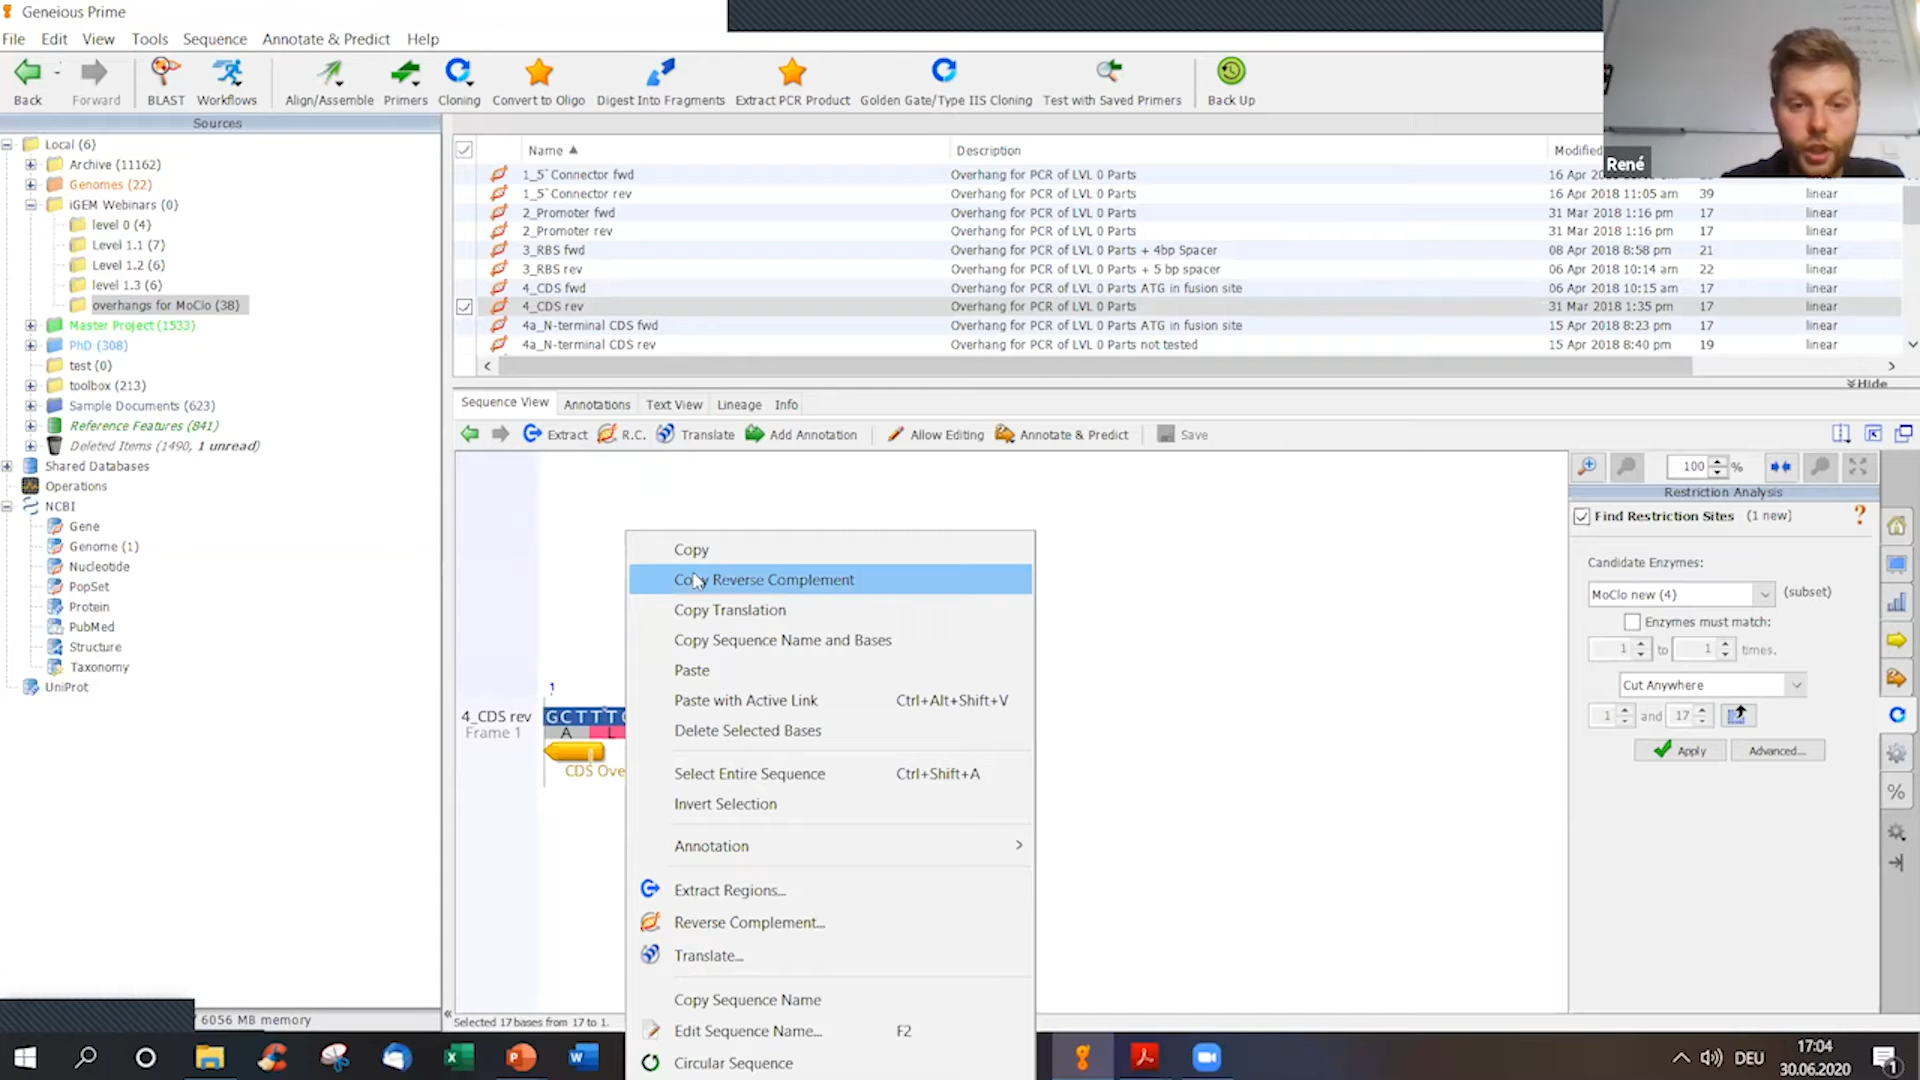 Geneious Prime
File Edit View Tools Sequence Annotate & Predict Help
Back Forward BLAST Workflows Align/Assemble Primers Cloning Convert to Oligo Digest Into Fragments Extract PCR Product Golden Gate/Type IIS Cloning Test with Saved Primers Back Up
René
Sources
Local (6)
Archive (11162)
Genomes (22)
iGEM Webinars (0)
level 0 (4)
Level 1.1 (7)
Level 1.2 (6)
level 1.3 (6)
overhangs for MoClo (38)
Master Project (1533)
PhD (308)
test (0)
toolbox (213)
Sample Documents (623)
Reference Features (841)
Deleted Items (1490, 1 unread)
Shared Databases
Operations
NCBI
Gene
Genome (1)
Nucleotide
PopSet
Protein
PubMed
Structure
Taxonomy
UniProt
6056 MB memory
Name Description Modified
1_5`Connector fwd Overhang for PCR of LVL 0 Parts 16 Apr linear
1_5`Connector rev Overhang for PCR of LVL 0 Parts 16 Apr 2018 11:05 am 39 linear
2_Promoter fwd Overhang for PCR of LVL 0 Parts 31 Mar 2018 1:16 pm 17 linear
2_Promoter rev Overhang for PCR of LVL 0 Parts 31 Mar 2018 1:16 pm 17 linear
3_RBS fwd Overhang for PCR of LVL 0 Parts + 4bp Spacer 08 Apr 2018 8:58 pm 21 linear
3_RBS rev Overhang for PCR of LVL 0 Parts + 5 bp spacer 06 Apr 2018 10:14 am 22 linear
4_CDS fwd Overhang for PCR of LVL 0 Parts ATG in fusion site 06 Apr 2018 10:15 am 17 linear
4_CDS rev Overhang for PCR of LVL 0 Parts 31 Mar 2018 1:35 pm 17 linear
4a_N-terminal CDS fwd Overhang for PCR of LVL 0 Parts ATG in fusion site 15 Apr 2018 8:23 pm 17 linear
4a_N-terminal CDS rev Overhang for PCR of LVL 0 Parts not tested 15 Apr 2018 8:40 pm 19 linear
Hide
Sequence View Annotations Text View Lineage Info
Extract R.C. Translate Add Annotation Allow Editing Annotate & Predict Save
1
4_CDS rev GCTTT
Frame 1 A L
CDS Ove
Copy
Copy Reverse Complement
Copy Translation
Copy Sequence Name and Bases
Paste
Paste with Active Link Ctrl+Alt+Shift+V
Delete Selected Bases
Select Entire Sequence Ctrl+Shift+A
Invert Selection
Annotation
Extract Regions...
Reverse Complement...
Translate...
Copy Sequence Name
Edit Sequence Name... F2
Circular Sequence
Selected 17 bases from 17 to 1.
100 %
Restriction Analysis
Find Restriction Sites (1 new) ?
Candidate Enzymes:
MoClo new (4) (subset)
Enzymes must match:
1 to 1 times.
Cut Anywhere
1 and 17
Apply Advanced...
DEU 17:04
30.06.2020
1